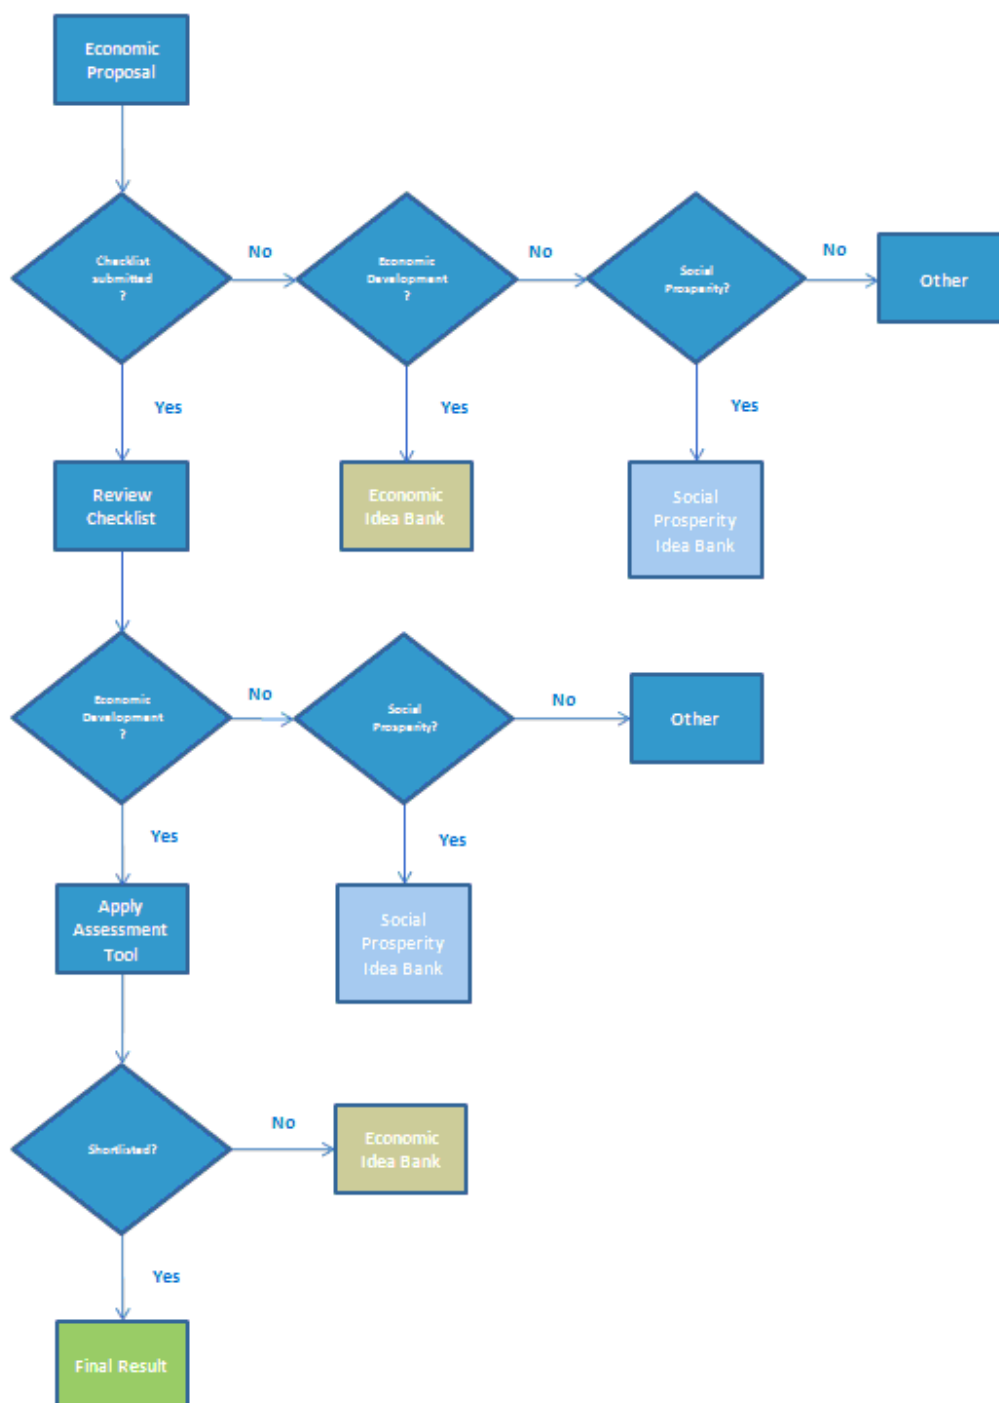 Economic
Proposal
Checklist
submitted
?
No
Economic
Development
?
No
Social
Prosperity?
No
Other
Yes
Yes
Yes
Review
Checklist
Economic
Idea Bank
Social
Prosperity
Idea Bank
Economic
Development
?
No
Social
Prosperity?
No
Other
Yes
Yes
Apply
Assessment
Tool
Social
Prosperity
Idea Bank
Shortlisted?
No
Economic
Idea Bank
Yes
Final Result